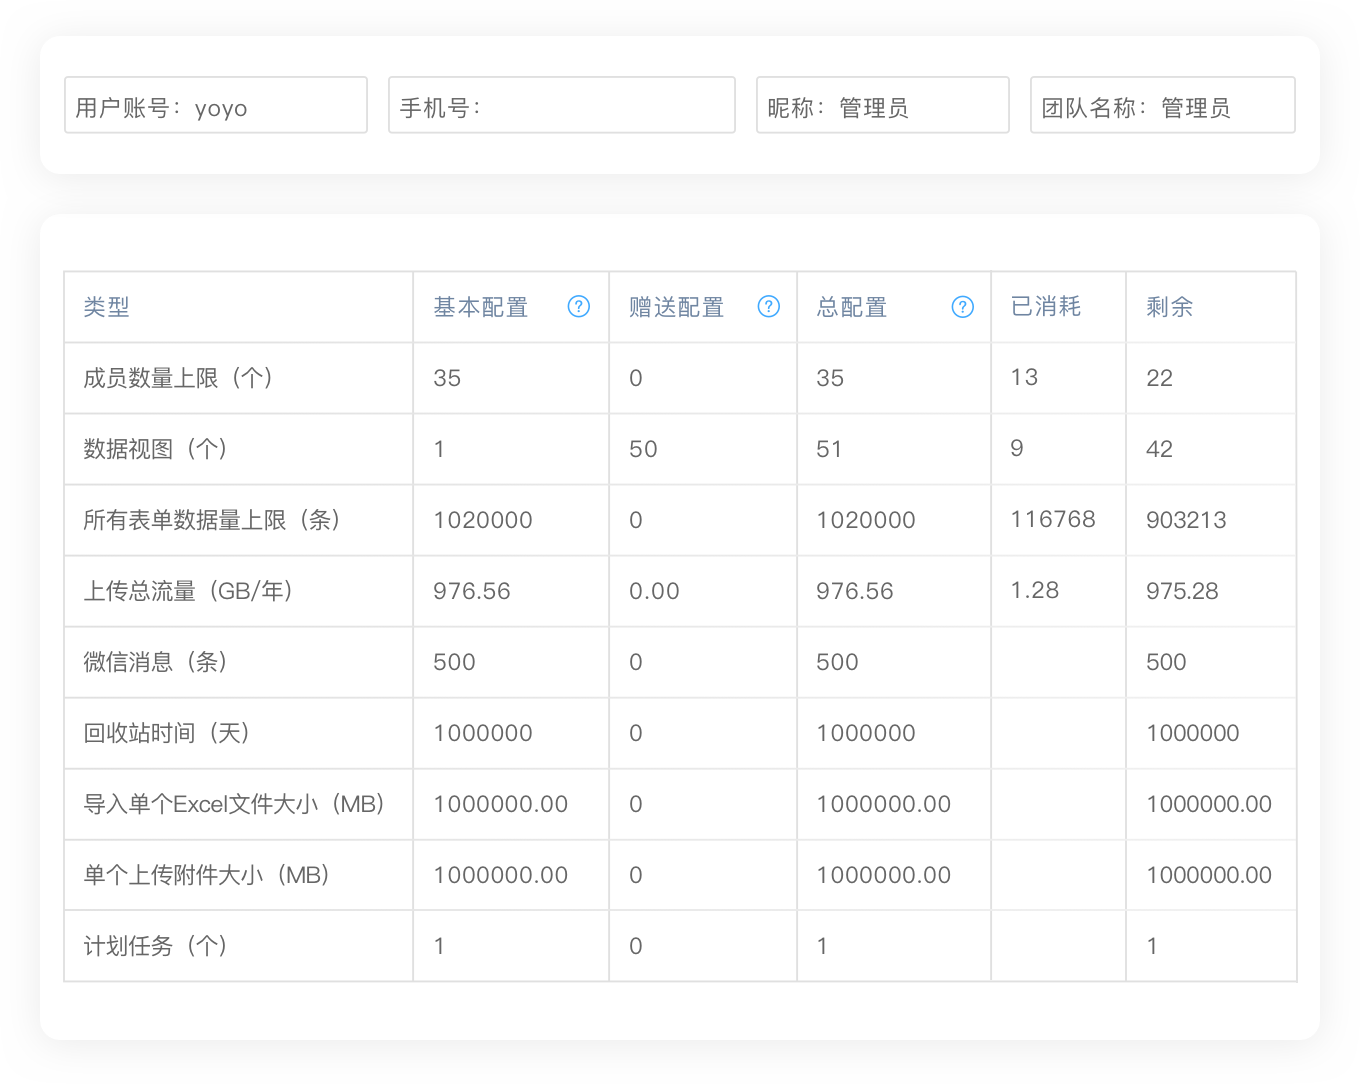 用户账号：yoyo
手机号：
昵称：管理员
团队名称：管理员
类型 基本配置 ? 赠送配置 ? 总配置 ? 已消耗 剩余
成员数量上限（个） 35 0 35 13 22
数据视图（个） 1 50 51 9 42
所有表单数据量上限（条） 1020000 0 1020000 116768 903213
上传总流量（GB/年） 976.56 0.00 976.56 1.28 975.28
微信消息（条） 500 0 500 500
回收站时间（天） 1000000 0 1000000 1000000
导入单个Excel文件大小（MB） 1000000.00 0 1000000.00 1000000.00
单个上传附件大小（MB） 1000000.00 0 1000000.00 1000000.00
计划任务（个） 1 0 1 1